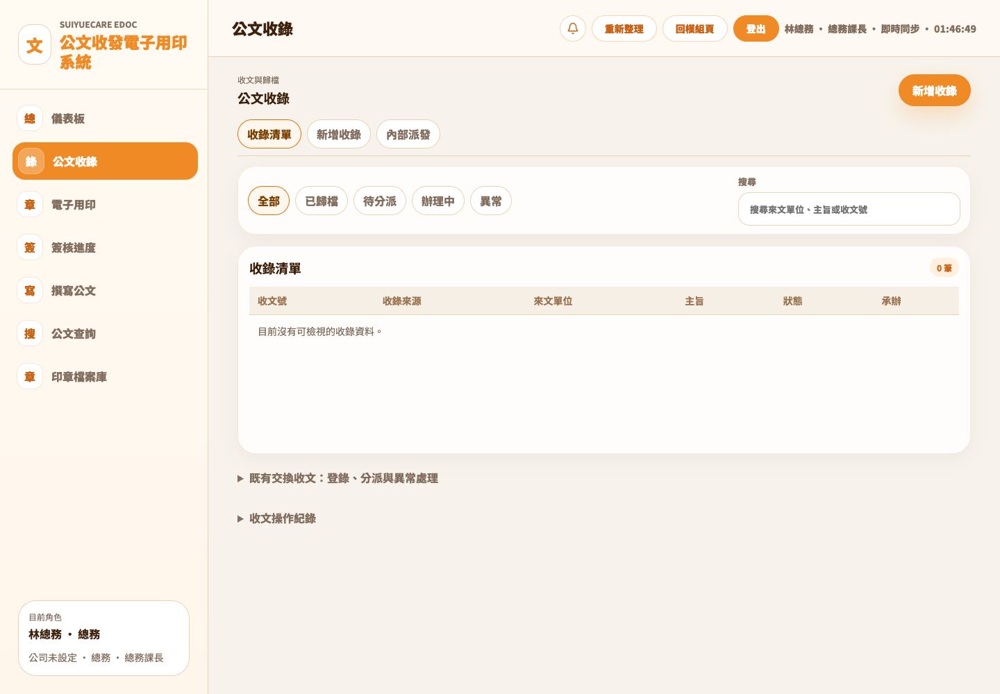 文
SUIYUECARE EDOC
公文收發電子用印
系統
總 儀表板
錄 公文收錄
章 電子用印
簽 簽核進度
寫 撰寫公文
搜 公文查詢
章 印章檔案庫
目前角色
林總務 · 總務
公司未設定 · 總務 · 總務課長
公文收錄
重新整理 回模組頁 登出 林總務 · 總務課長 · 即時同步 · 01:46:49
收文與歸檔
公文收錄
新增收錄
收錄清單 新增收錄 內部派發
全部 已歸檔 待分派 辦理中 異常
搜尋
搜尋來文單位、主旨或收文號
收錄清單
0 筆
收文號 收錄來源 來文單位 主旨 狀態 承辦
目前沒有可檢視的收錄資料。
既有交換收文：登錄、分派與異常處理
收文操作紀錄